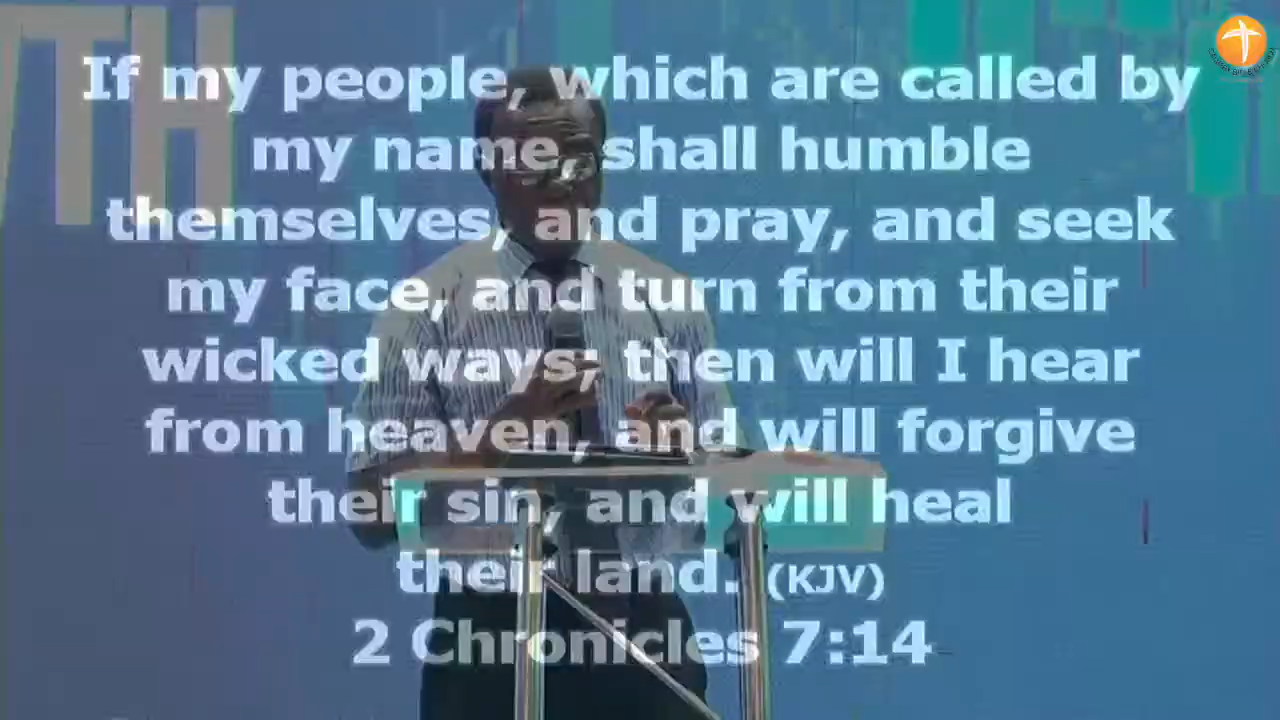 TH
If my people, which are called by
my name, shall humble
themselves, and pray, and seek
my face, and turn from their
wicked ways; then will I hear
from heaven, and will forgive
their sin, and will heal
their land. (KJV)
2 Chronicles 7:14